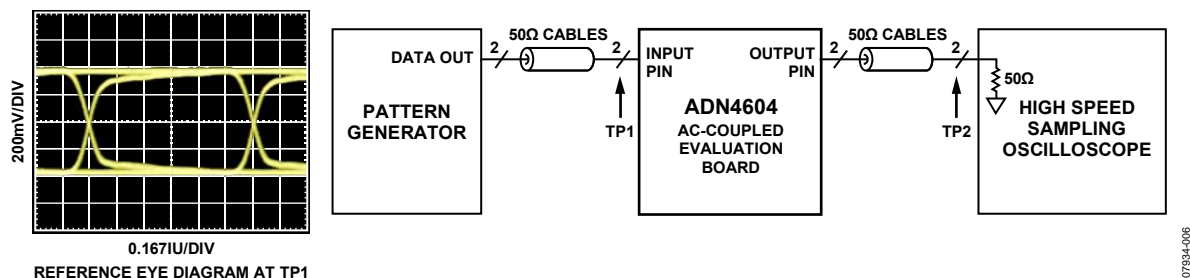 200mV/DIV
0.167IU/DIV
REFERENCE EYE DIAGRAM AT TP1
DATA OUT
PATTERN
GENERATOR
50Ω CABLES
2
2
TP1
INPUT
PIN
OUTPUT
PIN
ADN4604
AC-COUPLED
EVALUATION
BOARD
50Ω CABLES
2
2
TP2
50Ω
HIGH SPEED
SAMPLING
OSCILLOSCOPE
07934-006